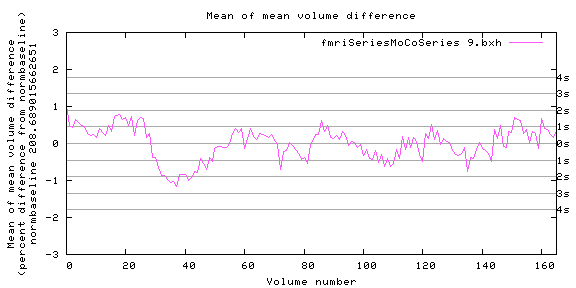 Mean of mean volume difference
fmriSeriesMoCoSeries 9.bxh
Mean of mean volume difference
(percent difference from normbaseline)
normbaseline 208.689015662651
3
2
1
0
-1
-2
-3
4s
3s
2s
1s
0s
1s
2s
3s
4s
0 20 40 60 80 100 120 140 160
Volume number